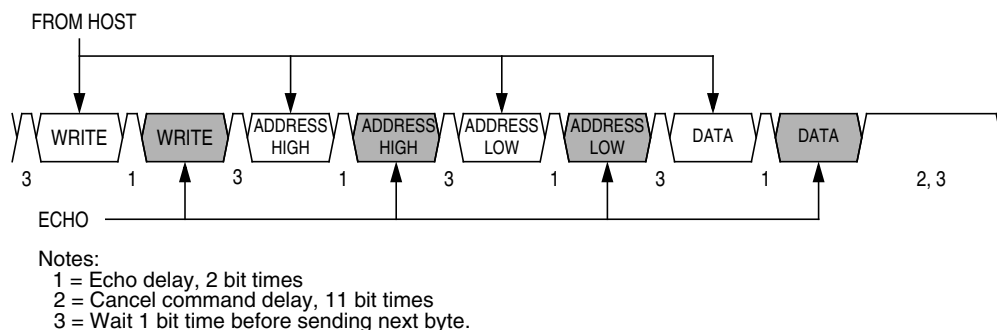 FROM HOST
WRITE WRITE ADDRESS HIGH ADDRESS HIGH ADDRESS LOW ADDRESS LOW DATA DATA
3 1 3 1 3 1 3 1 2, 3
ECHO
Notes:
1 = Echo delay, 2 bit times
2 = Cancel command delay, 11 bit times
3 = Wait 1 bit time before sending next byte.